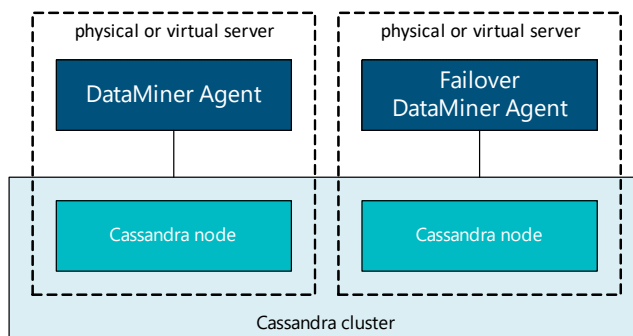 physical or virtual server
physical or virtual server
DataMiner Agent
Failover
DataMiner Agent
Cassandra node
Cassandra node
Cassandra cluster